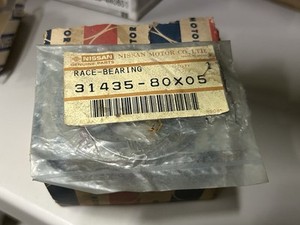 NISSAN NISSAN MOTOR CO., LTD.
GENUINE PARTS
RACE-BEARING
31435-80X05